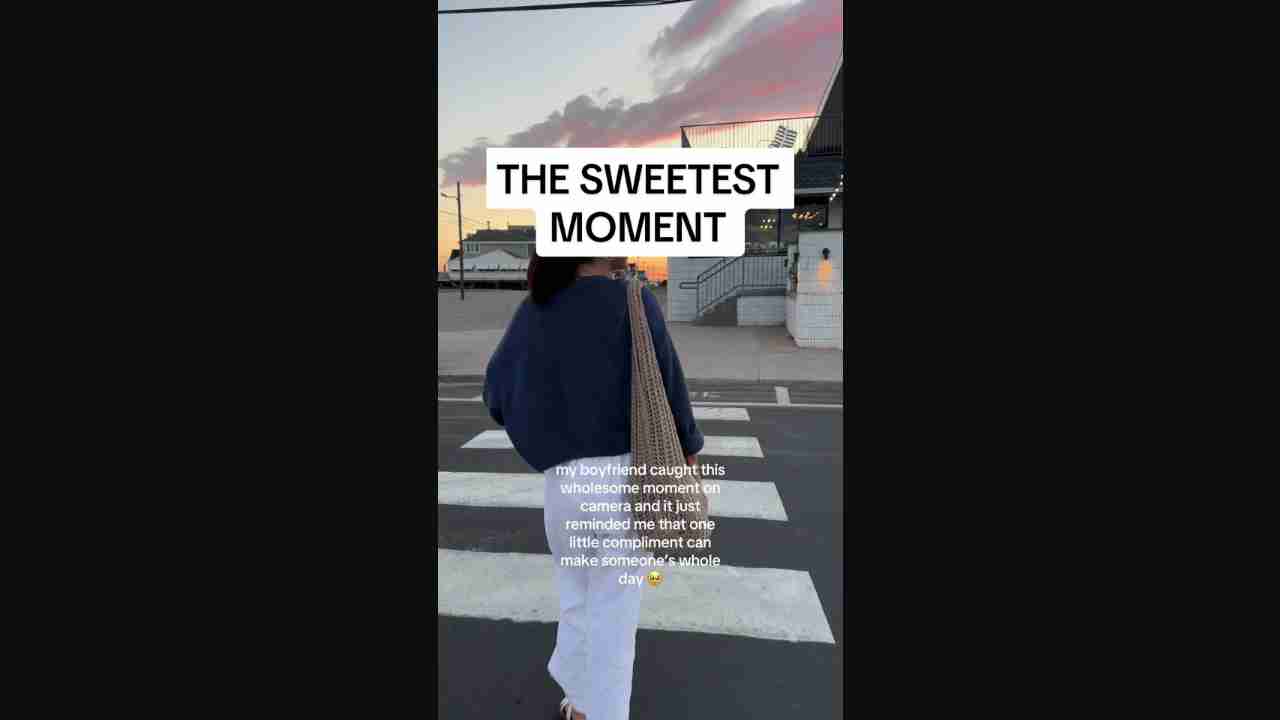 THE SWEETEST
MOMENT
my boyfriend caught this
wholesome moment on
camera and it just
reminded me that one
little compliment can
make someone's whole
day 🥹